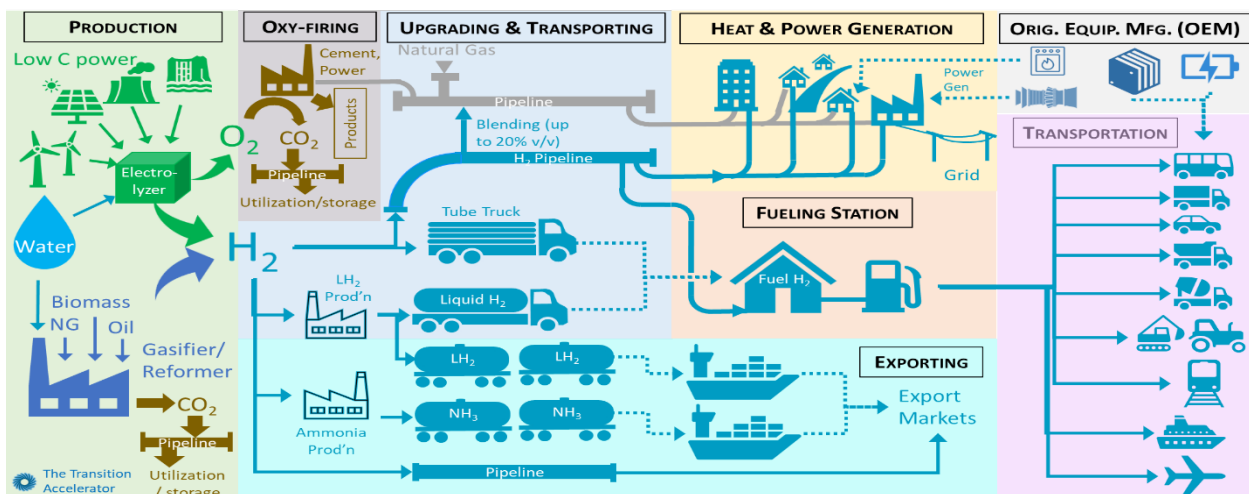 PRODUCTION
Low C power
O2
Electro-
lyzer
Water
H2
Biomass
NG
Oil
Gasifier/
Reformer
CO2
Pipeline
Utilization
/ storage
The Transition
Accelerator
OXY-FIRING
Cement,
Power
Products
CO2
Pipeline
Utilization/storage
UPGRADING & TRANSPORTING
Natural Gas
Pipeline
Blending (up
to 20% v/v)
H2 Pipeline
Tube Truck
LH2
Prod'n
Liquid H2
LH2
LH2
Ammonia
Prod'n
NH3
NH3
Pipeline
HEAT & POWER GENERATION
Power
Gen
Grid
FUELING STATION
Fuel H2
EXPORTING
Export
Markets
ORIG. EQUIP. MFG. (OEM)
TRANSPORTATION